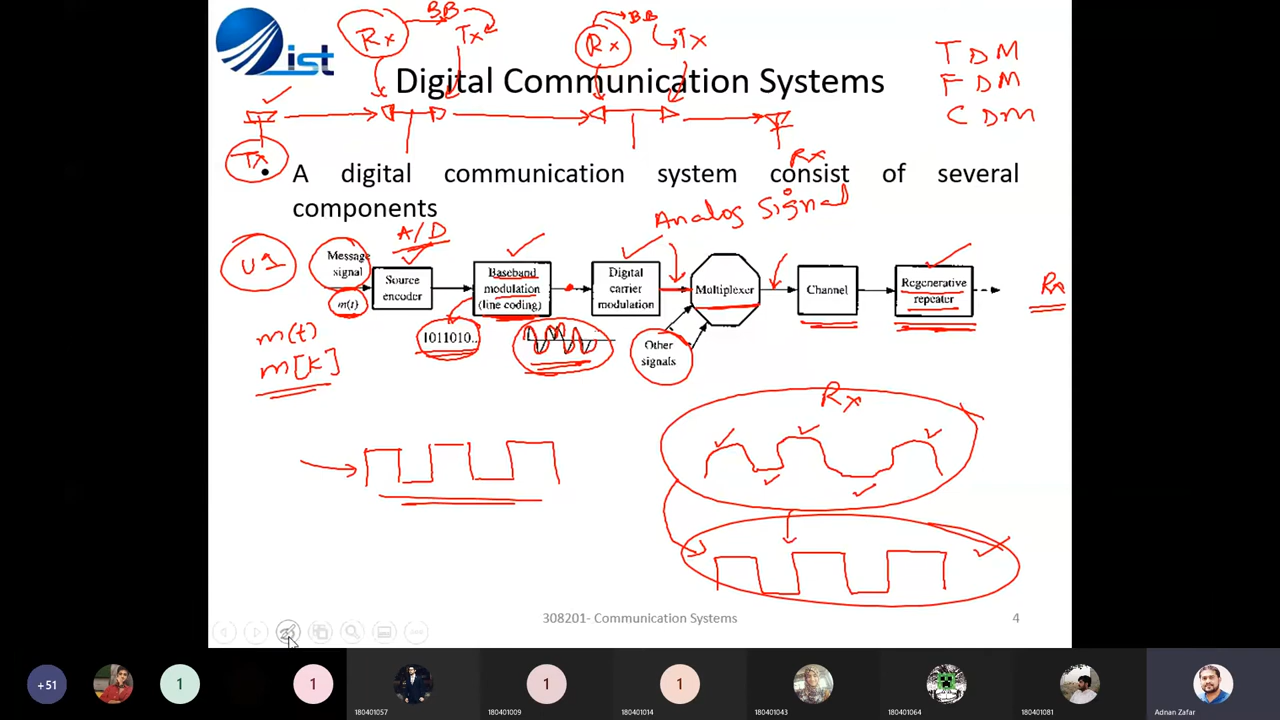 BB
BB
Rx
Tx
Rx
Tx
TDM
FDM
CDM
ist
Digital Communication Systems
Tx
Rx
• A digital communication system consist of several
components
Analog Signal
A/D
U1
Message
signal
m(t)
Source
encoder
Baseband
modulation
(line coding)
Digital
carrier
modulation
Multiplexer
Channel
Regenerative
repeater
Rx
1011010..
Other
signals
m(t)
m[k]
Rx
308201- Communication Systems
4
+51
1
1
180401057
1
180401009
1
180401014
180401043
180401064
180401081
Adnan Zafar